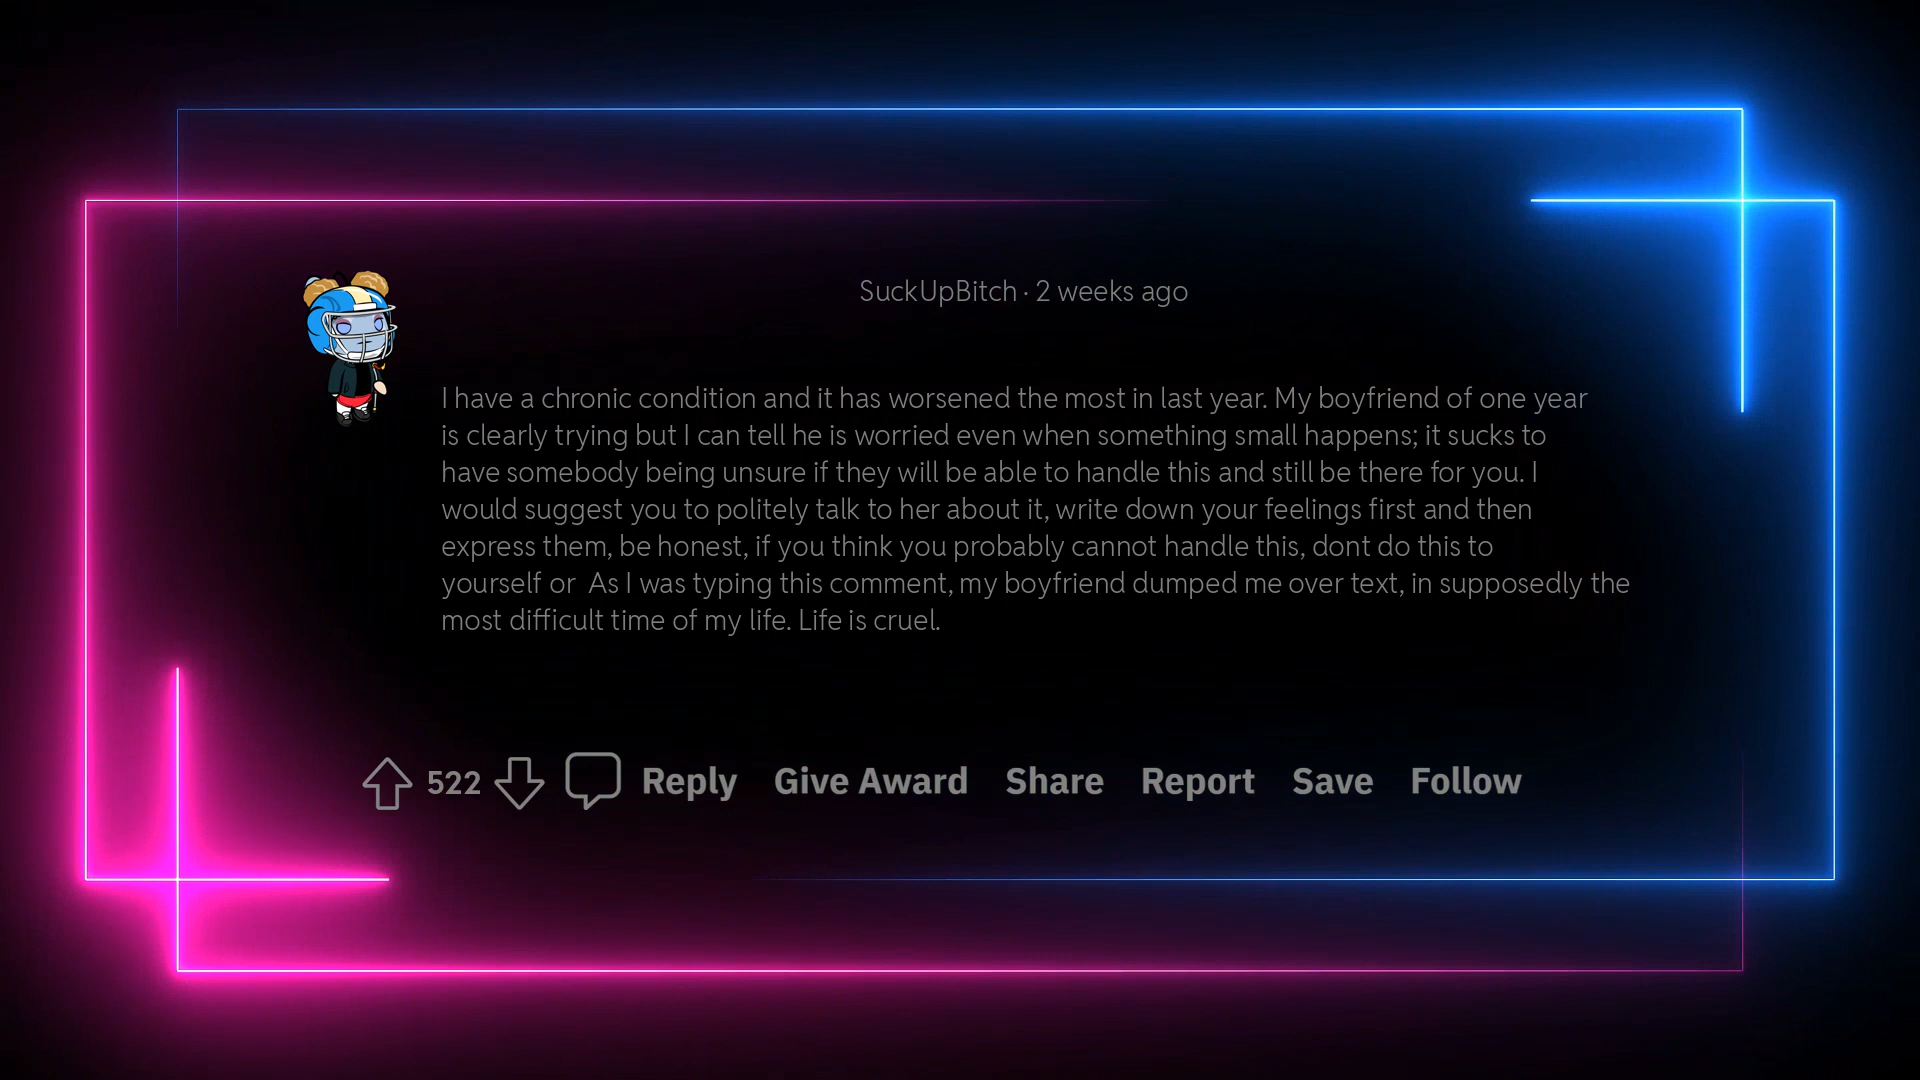 SuckUpBitch · 2 weeks ago
I have a chronic condition and it has worsened the most in last year. My boyfriend of one year
is clearly trying but I can tell he is worried even when something small happens; it sucks to
have somebody being unsure if they will be able to handle this and still be there for you. I
would suggest you to politely talk to her about it, write down your feelings first and then
express them, be honest, if you think you probably cannot handle this, dont do this to
yourself or  As I was typing this comment, my boyfriend dumped me over text, in supposedly the
most difficult time of my life. Life is cruel.
522 Reply Give Award Share Report Save Follow